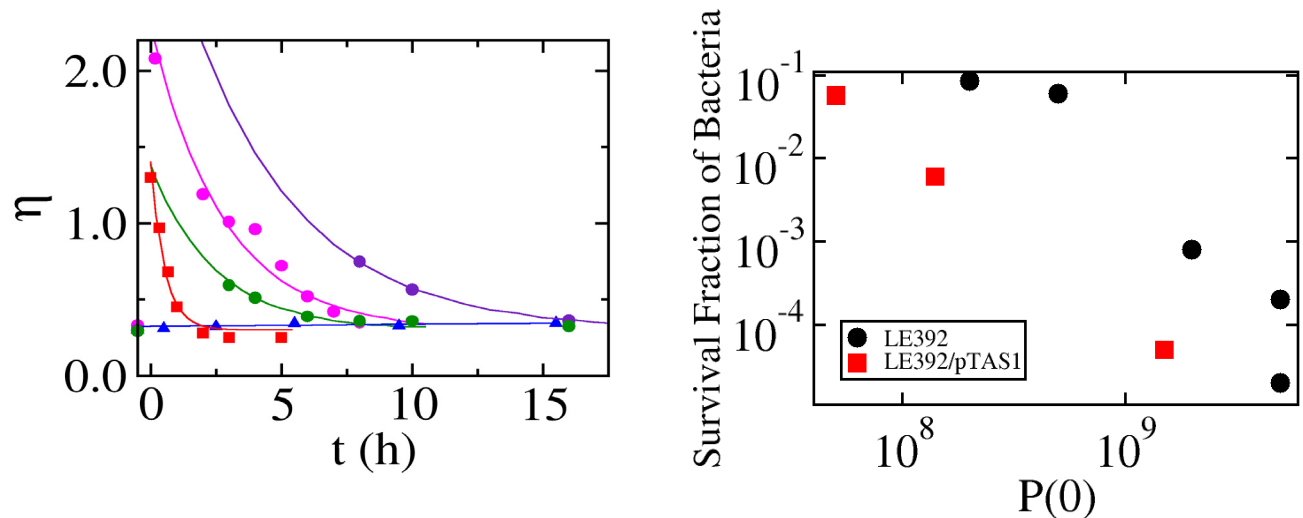 2.0
1.0
0.0
η
0
5
10
15
t (h)
Survival Fraction of Bacteria
10^-1
10^-2
10^-3
10^-4
LE392
LE392/pTAS1
10^8
10^9
P(0)